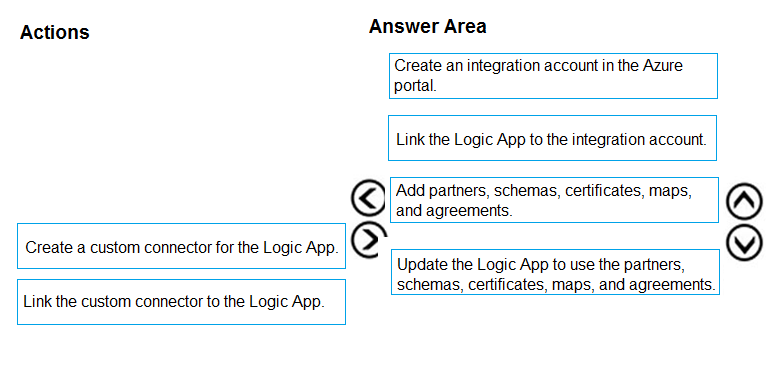 Actions
Answer Area
Create an integration account in the Azure
portal.
Link the Logic App to the integration account.
Add partners, schemas, certificates, maps,
and agreements.
Create a custom connector for the Logic App.
Update the Logic App to use the partners,
schemas, certificates, maps, and agreements.
Link the custom connector to the Logic App.